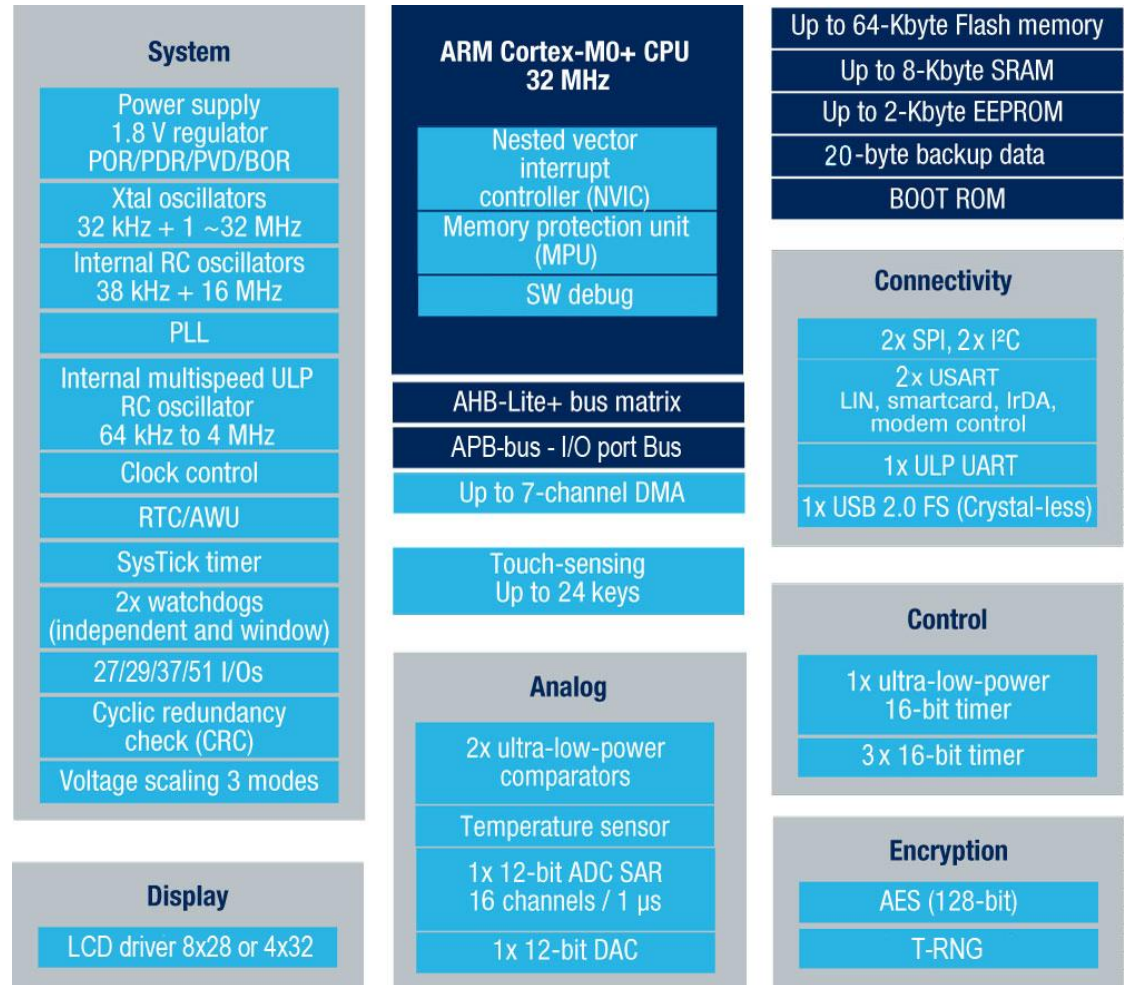 System
Power supply
1.8 V regulator
POR/PDR/PVD/BOR
Xtal oscillators
32 kHz + 1 ~32 MHz
Internal RC oscillators
38 kHz + 16 MHz
PLL
Internal multispeed ULP
RC oscillator
64 kHz to 4 MHz
Clock control
RTC/AWU
SysTick timer
2x watchdogs
(independent and window)
27/29/37/51 I/Os
Cyclic redundancy
check (CRC)
Voltage scaling 3 modes
Display
LCD driver 8x28 or 4x32
ARM Cortex-M0+ CPU
32 MHz
Nested vector
interrupt
controller (NVIC)
Memory protection unit
(MPU)
SW debug
AHB-Lite+ bus matrix
APB-bus - I/O port Bus
Up to 7-channel DMA
Touch-sensing
Up to 24 keys
Analog
2x ultra-low-power
comparators
Temperature sensor
1x 12-bit ADC SAR
16 channels / 1 µs
1x 12-bit DAC
Up to 64-Kbyte Flash memory
Up to 8-Kbyte SRAM
Up to 2-Kbyte EEPROM
20-byte backup data
BOOT ROM
Connectivity
2x SPI, 2x I²C
2x USART
LIN, smartcard, IrDA,
modem control
1x ULP UART
1x USB 2.0 FS (Crystal-less)
Control
1x ultra-low-power
16-bit timer
3x 16-bit timer
Encryption
AES (128-bit)
T-RNG